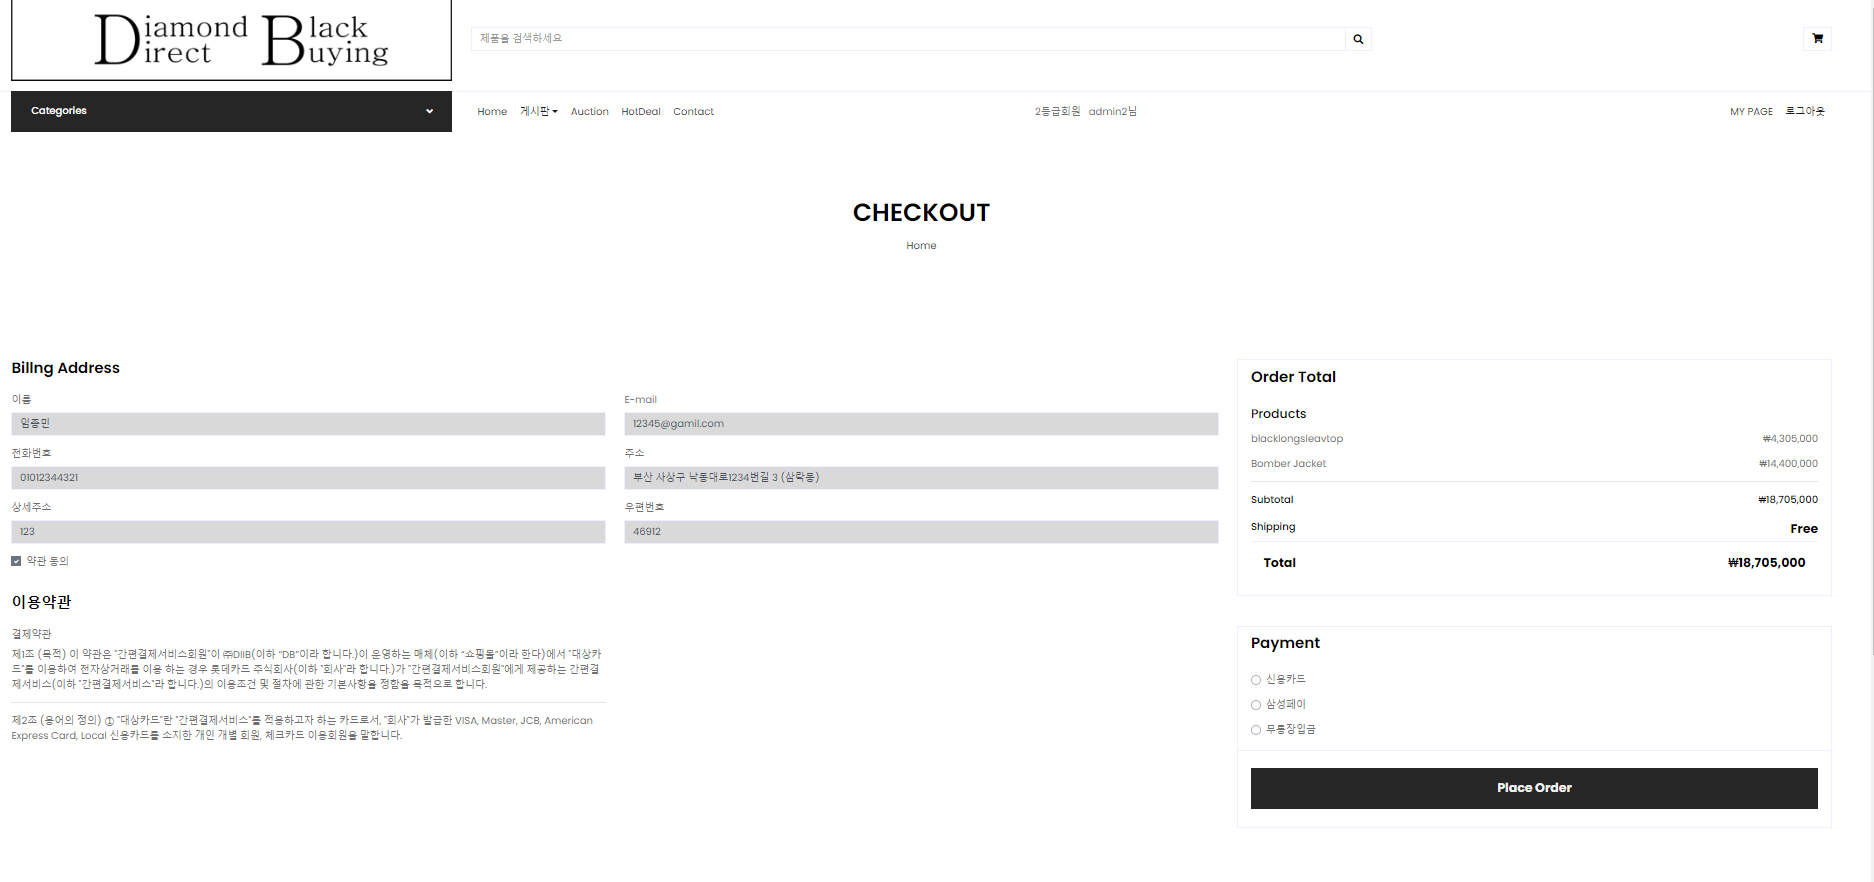 Diamond Black
Direct Buying
제품을 검색하세요
Categories
Home 게시판 Auction HotDeal Contact
2등급회원 admin2님
MY PAGE 로그아웃
CHECKOUT
Home
Billng Address
이름
임종민
E-mail
12345@gamil.com
전화번호
01012344321
주소
부산 사상구 낙동대로1234번길 3 (삼락동)
상세주소
123
우편번호
46912
약관 동의
이용약관
결제약관
제1조 (목적) 이 약관은 "간편결제서비스회원"이 ㈜DIIB(이하 "DB"이라 합니다.)이 운영하는 매체(이하 "쇼핑몰"이라 한다)에서 "대상카
드"를 이용하여 전자상거래를 이용 하는 경우 롯데카드 주식회사(이하 "회사"라 합니다.)가 "간편결제서비스회원"에게 제공하는 간편결
제서비스(이하 "간편결제서비스"라 합니다.)의 이용조건 및 절차에 관한 기본사항을 정함을 목적으로 합니다.
제2조 (용어의 정의) ① "대상카드"란 "간편결제서비스"를 적용하고자 하는 카드로서, "회사"가 발급한 VISA, Master, JCB, American
Express Card, Local 신용카드를 소지한 개인 개별 회원, 체크카드 이용회원을 말합니다.
Order Total
Products
blacklongsleavtop ₩4,305,000
Bomber Jacket ₩14,400,000
Subtotal ₩18,705,000
Shipping Free
Total ₩18,705,000
Payment
신용카드
삼성페이
무통장입금
Place Order